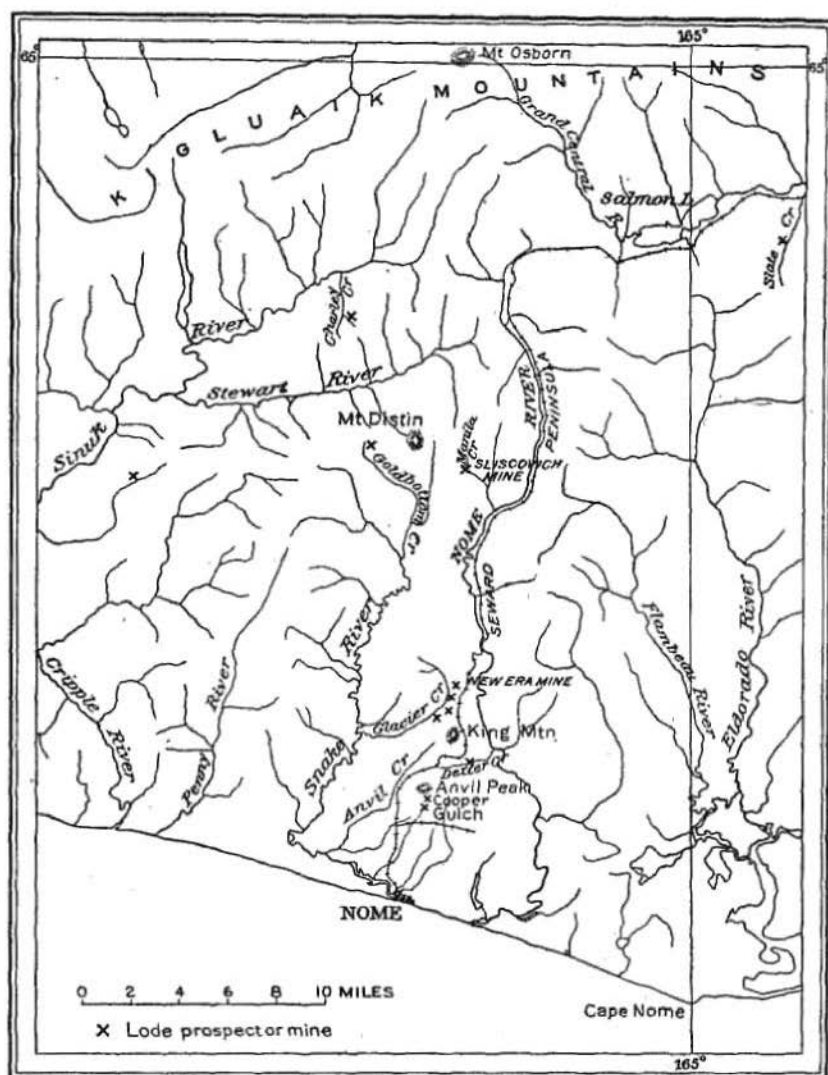 165°
65°
65°
Mt Osborn
KIGLUAIK MOUNTAINS
Grand Central R
Salmon L
Slate Cr
Charley Cr
River
Stewart River
Sinuk
Mt Distin
Manila Cr
SLISCOVICH MINE
Goldbottom Cr
NOME RIVER
SEWARD PENINSULA
Cripple River
Penny River
Snake River
Glacier Cr
NEW ERA MINE
King Mtn
Dexter Cr
Anvil Cr
Anvil Peak
Cooper Gulch
Flambeau River
Eldorado River
NOME
0 2 4 6 8 10 MILES
× Lode prospect or mine
Cape Nome
165°